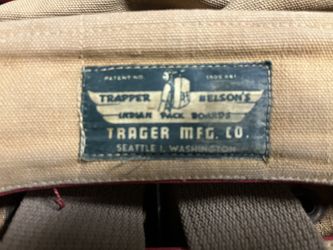 PATENT NO.
TRAPPER NELSON'S
INDIAN PACK BOARDS
TRAGER MFG. CO.
SEATTLE 1, WASHINGTON